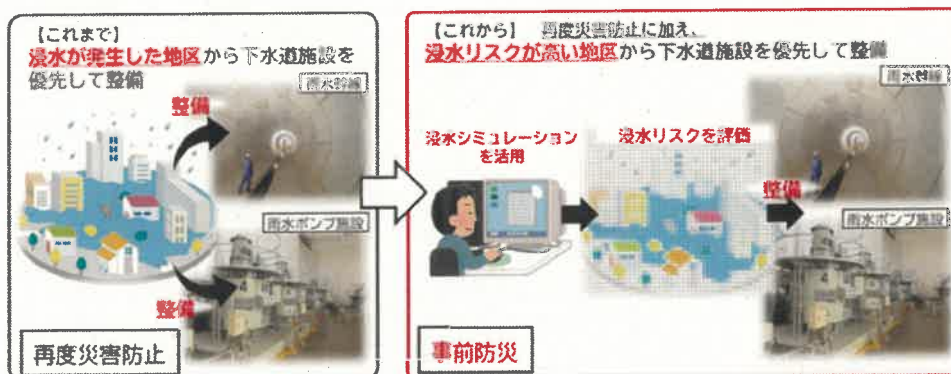 【これまで】
浸水が発生した地区から下水道施設を
優先して整備
雨水幹線
整備
雨水ポンプ施設
整備
再度災害防止
【これから】 再度災害防止に加え、
浸水リスクが高い地区から下水道施設を優先して整備
雨水幹線
浸水シミュレーション
を活用
浸水リスクを評価
整備
雨水ポンプ施設
事前防災